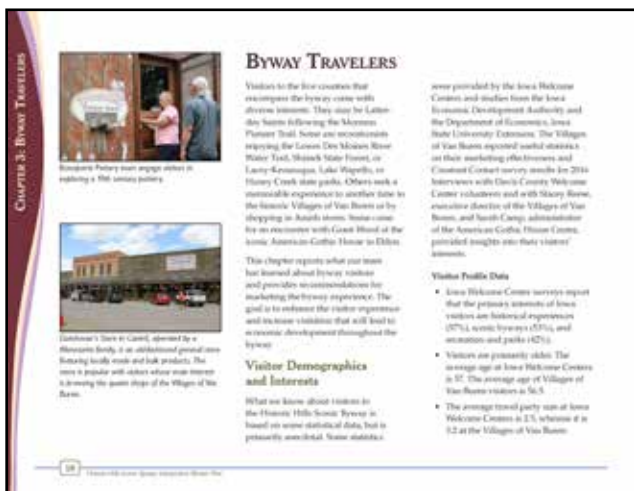 CHAPTER 3: BYWAY TRAVELERS
Bonaparte Pottery team engage visitors in
exploring a 19th century pottery.
Store in Cantril, operated by a
Mennonite family, is an old-fashioned general store
featuring locally made and bulk products. The
store is popular with visitors whose main interest
is browsing the quaint shops of the Villages of Van
Buren.
BYWAY TRAVELERS
Visitors to the five counties that
encompass the byway come with
diverse interests. They may be Latter-
day Saints following the Mormon
Pioneer Trail. Some are recreationists
enjoying the Lower Des Moines River
Water Trail, Shimek State Forest, or
Lacey-Keosauqua, Lake Wapello, or
Honey Creek state parks. Others seek a
memorable experience to another time in
the historic Villages of Van Buren or by
shopping in Amish stores. Some come
for an encounter with Grant Wood at the
iconic American Gothic House in Eldon.
This chapter reports what our team
has learned about byway visitors
and provides recommendations for
marketing the byway experience. The
goal is to enhance the visitor experience
and increase visitation that will lead to
economic development throughout the
byway.
Visitor Demographics
and Interests
What we know about visitors to
the Historic Hills Scenic Byway is
based on some statistical data, but is
primarily anecdotal. Some statistics
were provided by the Iowa Welcome
Centers and studies from the Iowa
Economic Development Authority and
the Department of Economics, Iowa
State University Extension. The Villages
of Van Buren reported useful statistics
on their marketing effectiveness and
Constant Contact survey results for 2014.
Interviews with Davis County Welcome
Center volunteers and with Stacey Reese,
executive director of the Villages of Van
Buren, and Sarah Camp, administrator
of the American Gothic House Center,
provided insights into their visitors'
interests.
Visitor Profile Data
• Iowa Welcome Center surveys report
that the primary interests of Iowa
visitors are historical experiences
(57%), scenic byways (53%), and
recreation and parks (42%).
• Visitors are primarily older. The
average age at Iowa Welcome Centers
is 57. The average age of Villages of
Van Buren visitors is 56.5.
• The average travel party size at Iowa
Welcome Centers is 2.5, whereas it is
3.2 at the Villages of Van Buren.
Historic Hills Scenic Byway Interpretive Master Plan